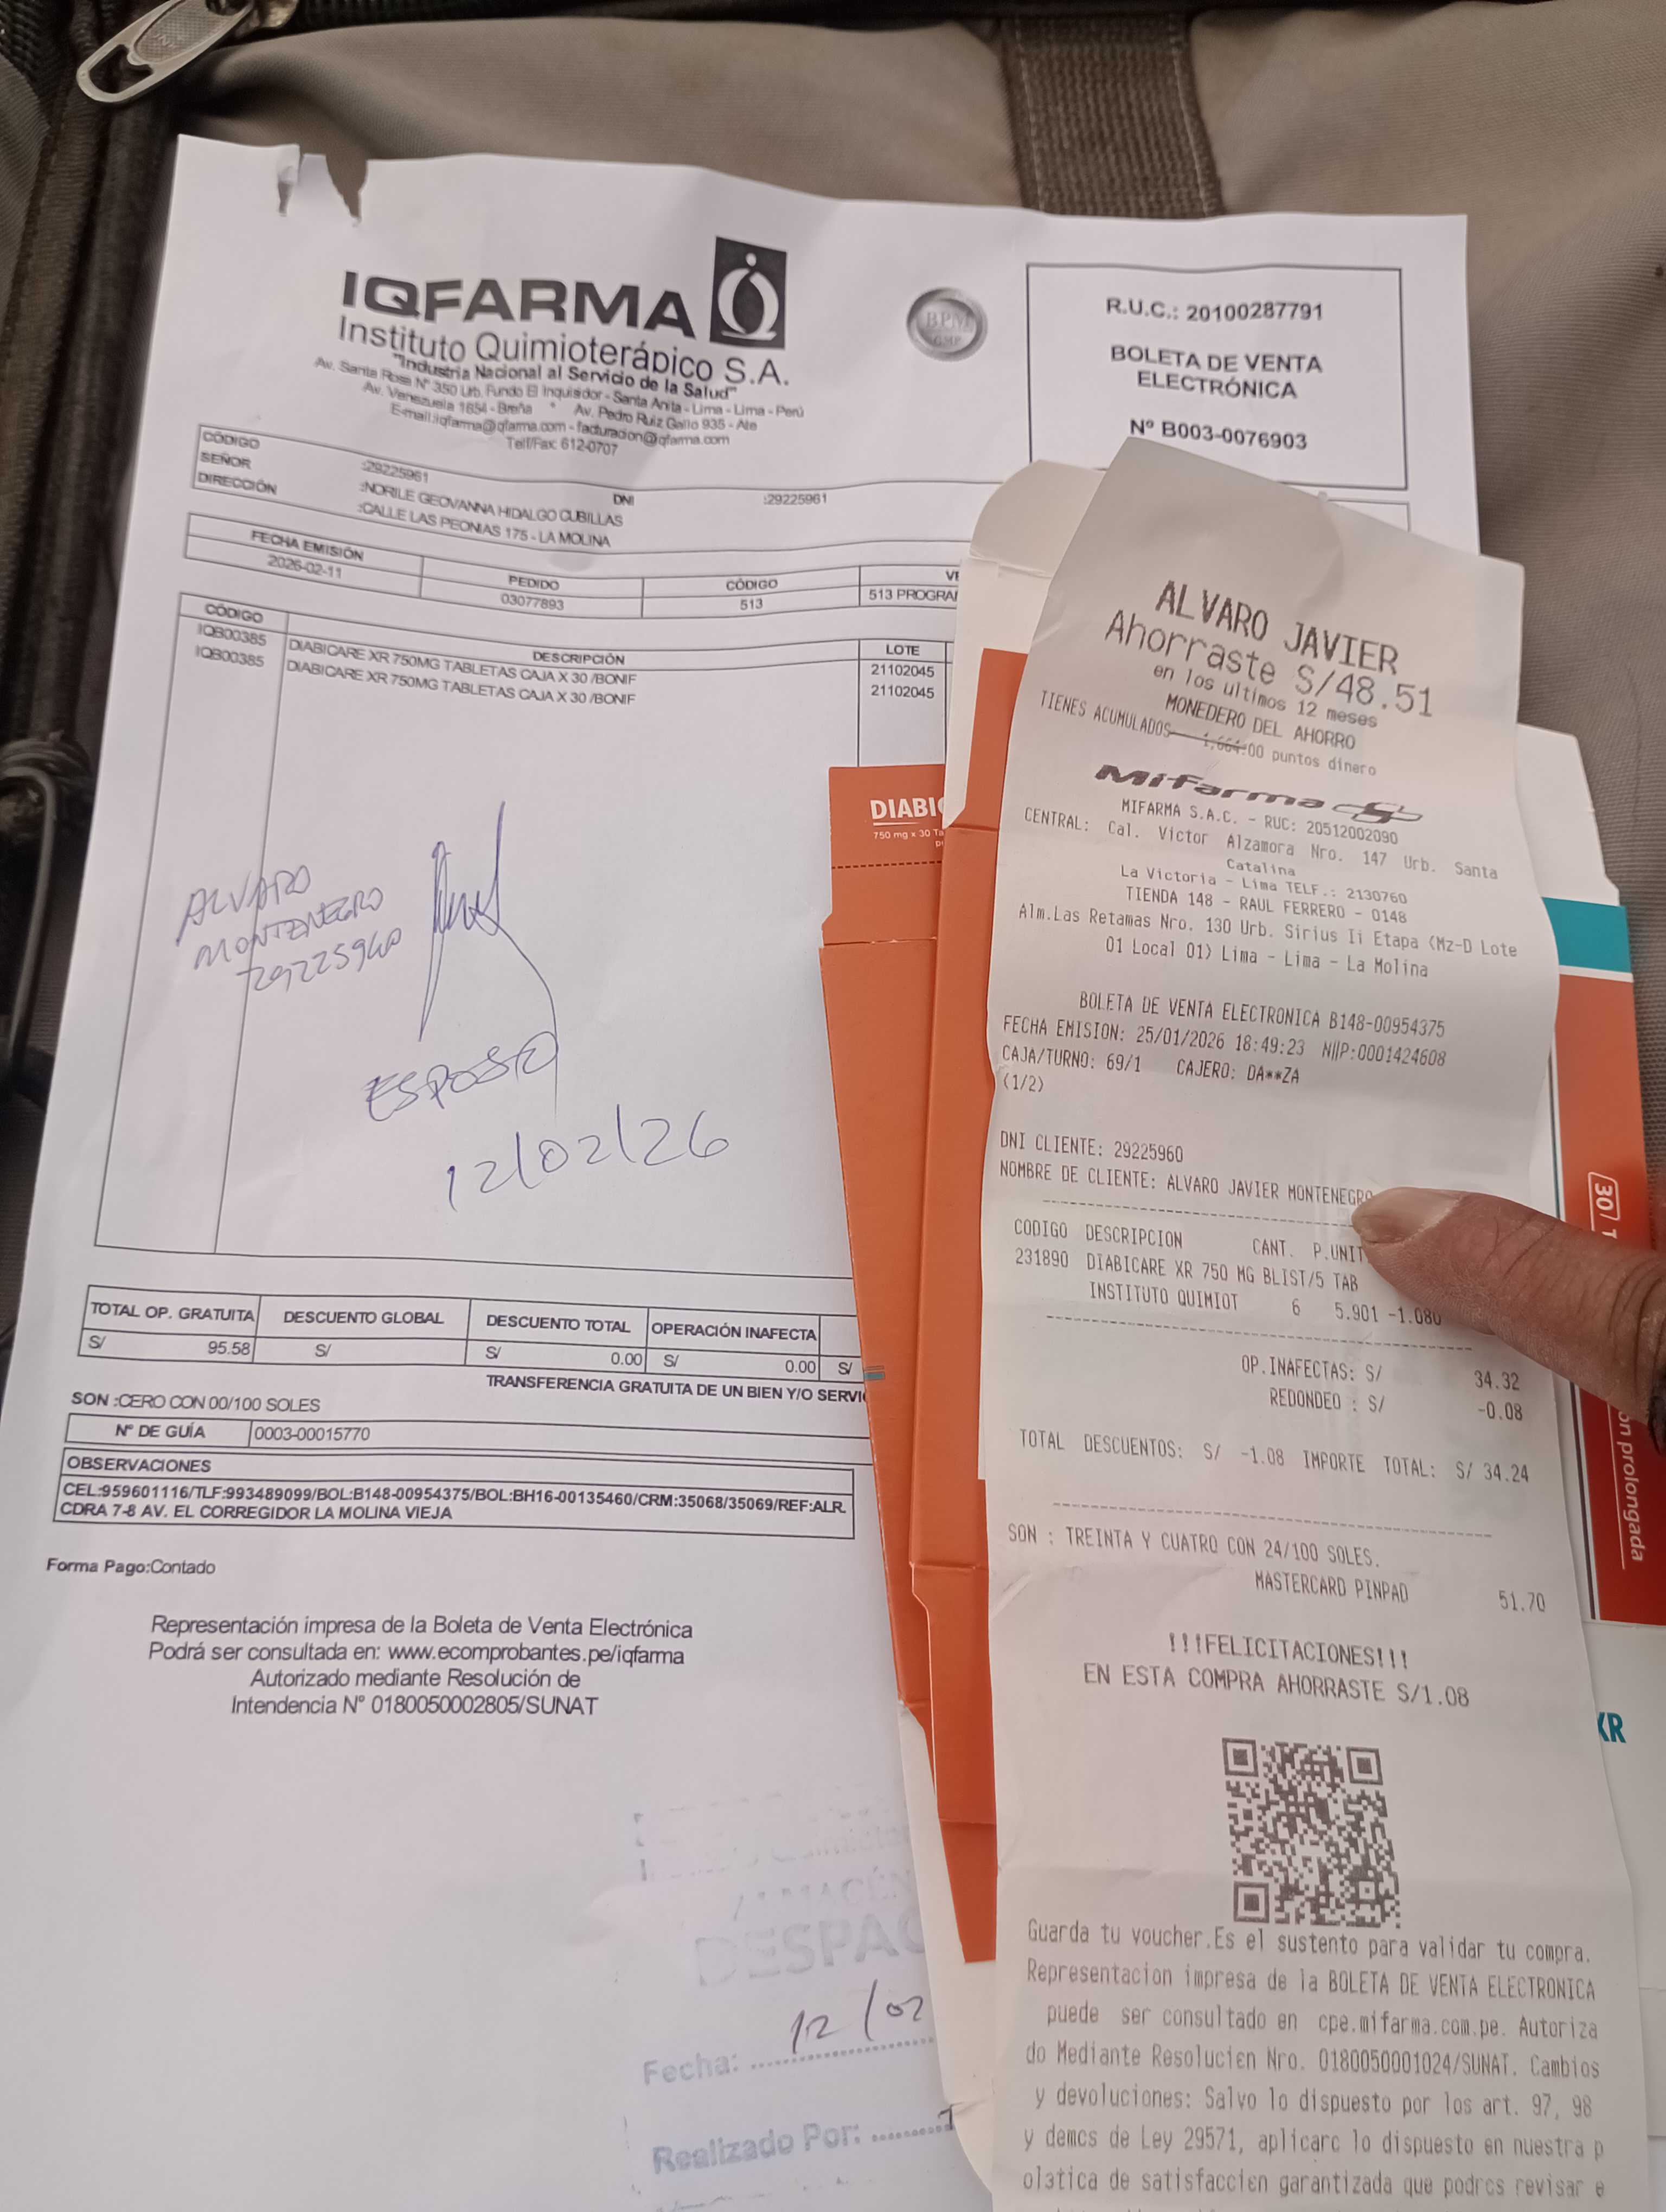 IQFARMA
Instituto Quimioterápico S.A.
"Industria Nacional al Servicio de la Salud"
Av. Santa Rosa N° 350 Urb. Fundo El Inquisidor - Santa Anita - Lima - Lima - Perú
Av. Venezuela 1854 - Breña * Av. Pedro Ruiz Gallo 935 - Ate
E-mail:iqfarma@iqfarma.com - facturacion@iqfarma.com
Telf/Fax: 612-0707
BPM
GMP
R.U.C.: 20100287791
BOLETA DE VENTA
ELECTRÓNICA
N° B003-0076903
CÓDIGO :29225961 DNI :29225961
SEÑOR :NORILE GEOVANNA HIDALGO CUBILLAS
DIRECCIÓN :CALLE LAS PEONIAS 175 - LA MOLINA
FECHA EMISIÓN PEDIDO CÓDIGO
2026-02-11 03077893 513 513
CÓDIGO DESCRIPCIÓN LOTE
IQB00385 DIABICARE XR 750MG TABLETAS CAJA X 30 /BONIF 21102045
IQB00385 DIABICARE XR 750MG TABLETAS CAJA X 30 /BONIF 21102045
ALVARO
MONTENEGRO
29225960
ESPOSO
12/02/26
TOTAL OP. GRATUITA DESCUENTO GLOBAL DESCUENTO TOTAL OPERACIÓN INAFECTA
S/ 95.58 S/ S/ 0.00 S/ 0.00 S/
TRANSFERENCIA GRATUITA DE UN BIEN Y/O SERVI
SON :CERO CON 00/100 SOLES
N° DE GUÍA 0003-00015770
OBSERVACIONES
CEL:959601116/TLF:993489099/BOL:B148-00954375/BOL:BH16-00135460/CRM:35068/35069/REF:ALR.
CDRA 7-8 AV. EL CORREGIDOR LA MOLINA VIEJA
Forma Pago:Contado
Representación impresa de la Boleta de Venta Electrónica
Podrá ser consultada en: www.ecomprobantes.pe/iqfarma
Autorizado mediante Resolución de
Intendencia N° 0180050002805/SUNAT
DESPAC
Fecha: 12/02
Realizado Por:
DIABI
750 mg x 30 Ta
ALVARO JAVIER
Ahorraste S/48.51
en los ultimos 12 meses
MONEDERO DEL AHORRO
TIENES ACUMULADOS 1,664.00 puntos dinero
Mifarma
MIFARMA S.A.C. - RUC: 20512002090
CENTRAL: Cal. Victor Alzamora Nro. 147 Urb. Santa
Catalina
La Victoria - Lima TELF.: 2130760
TIENDA 148 - RAUL FERRERO - 0148
Alm.Las Retamas Nro. 130 Urb. Sirius Ii Etapa (Mz-D Lote
01 Local 01) Lima - Lima - La Molina
BOLETA DE VENTA ELECTRONICA B148-00954375
FECHA EMISION: 25/01/2026 18:49:23 NIIP:0001424608
CAJA/TURNO: 69/1 CAJERO: DA**ZA
(1/2)
DNI CLIENTE: 29225960
NOMBRE DE CLIENTE: ALVARO JAVIER MONTENEGRO
CODIGO DESCRIPCION CANT. P.UNIT
231890 DIABICARE XR 750 MG BLIST/5 TAB
INSTITUTO QUIMIOT 6 5.901 -1.080
OP.INAFECTAS: S/ 34.32
REDONDEO : S/ -0.08
TOTAL DESCUENTOS: S/ -1.08 IMPORTE TOTAL: S/ 34.24
SON : TREINTA Y CUATRO CON 24/100 SOLES.
MASTERCARD PINPAD 51.70
!!!FELICITACIONES!!!
EN ESTA COMPRA AHORRASTE S/1.08
Guarda tu voucher.Es el sustento para validar tu compra.
Representacion impresa de la BOLETA DE VENTA ELECTRONICA
puede ser consultado en cpe.mifarma.com.pe. Autoriza
do Mediante Resolucien Nro. 0180050001024/SUNAT. Cambios
y devoluciones: Salvo lo dispuesto por los art. 97, 98
y demcs de Ley 29571, aplicarc lo dispuesto en nuestra p
olática de satisfaccien garantizada que podrcs revisar e
30
on prolongada
XR